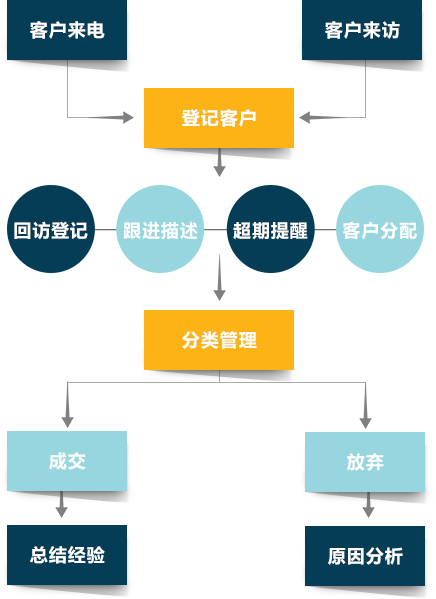 客户来电
客户来访
登记客户
回访登记
跟进描述
超期提醒
客户分配
分类管理
成交
放弃
总结经验
原因分析